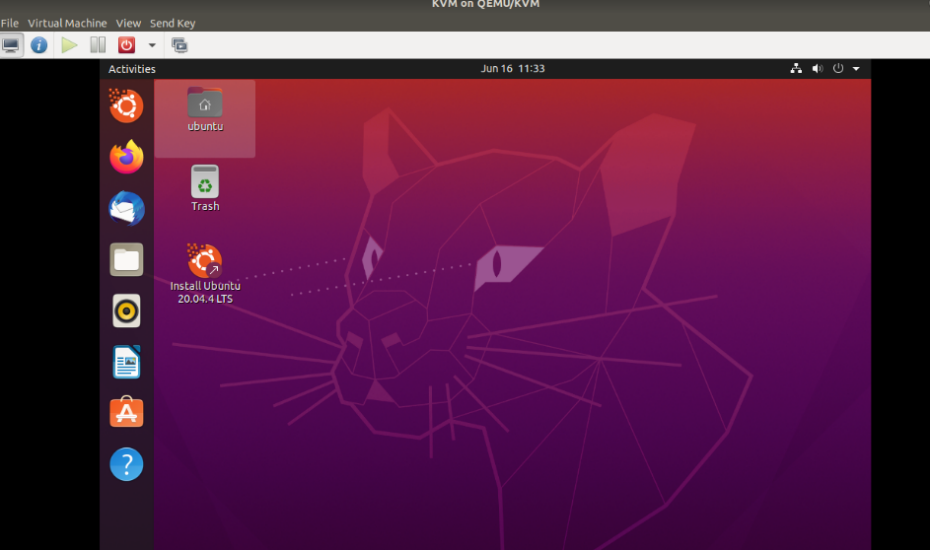 KVM on QEMU/KVM
File Virtual Machine View Send Key
Activities
Jun 16 11:33
ubuntu
Trash
Install Ubuntu
20.04.4 LTS